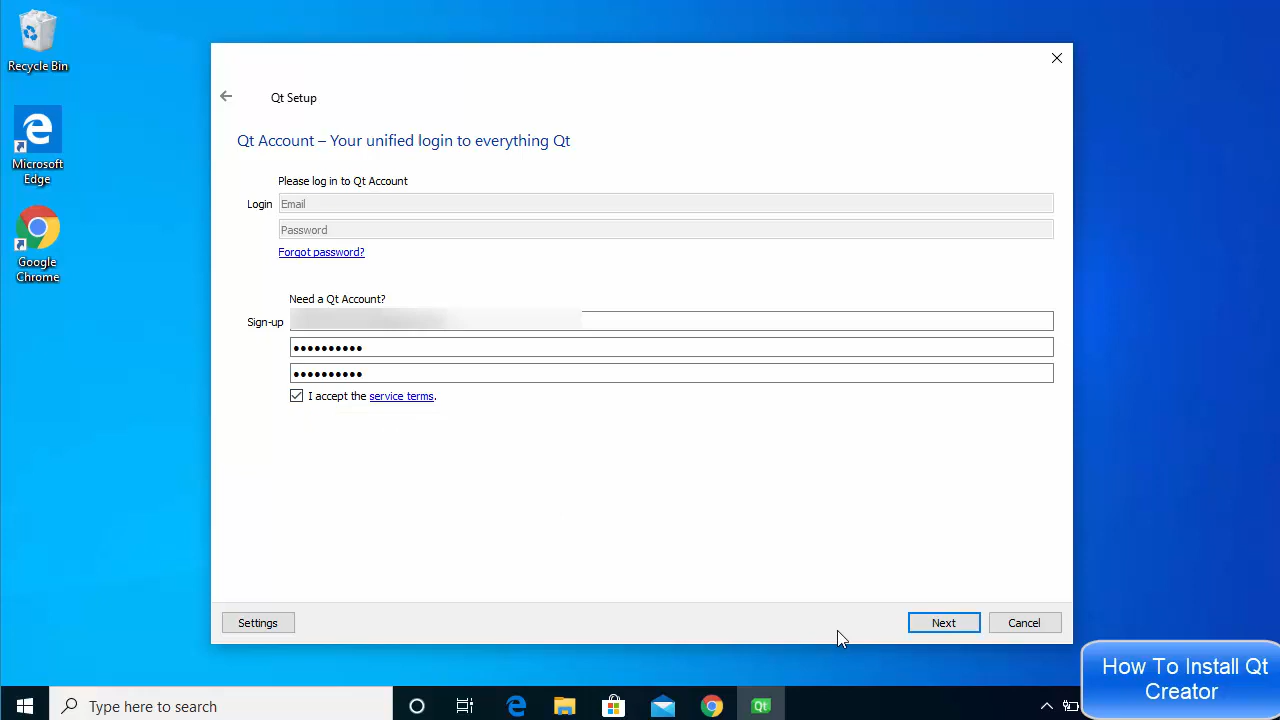 Recycle Bin
Microsoft
Edge
Google
Chrome
Qt Setup
Qt Account – Your unified login to everything Qt
Please log in to Qt Account
Login
Email
Password
Forgot password?
Need a Qt Account?
Sign-up
●●●●●●●●●●
●●●●●●●●●●
I accept the service terms.
Settings
Next
Cancel
Type here to search
Qt
How To Install Qt
Creator